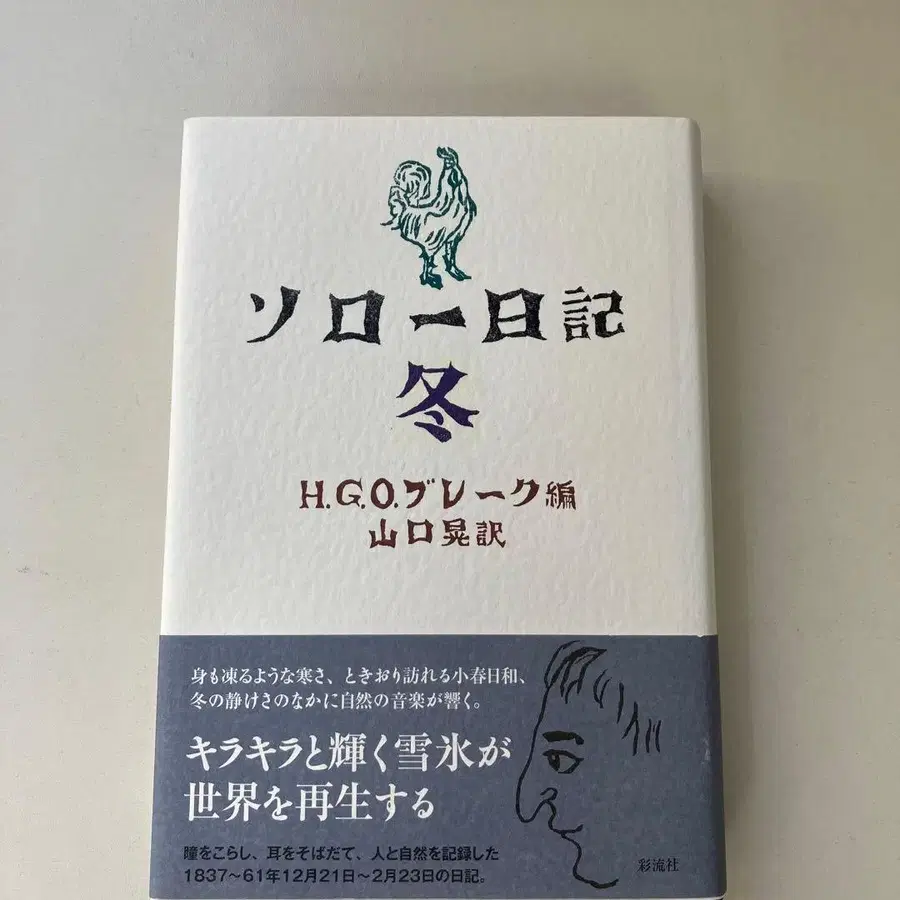 ソロー日記
冬
H.G.O.ブレーク編
山口晃訳
身も凍るような寒さ、ときおり訪れる小春日和、
冬の静けさのなかに自然の音楽が響く。
キラキラと輝く雪氷が
世界を再生する
瞳をこらし、耳をそばだて、人と自然を記録した
1837〜61年12月21日〜2月23日の日記。
彩流社